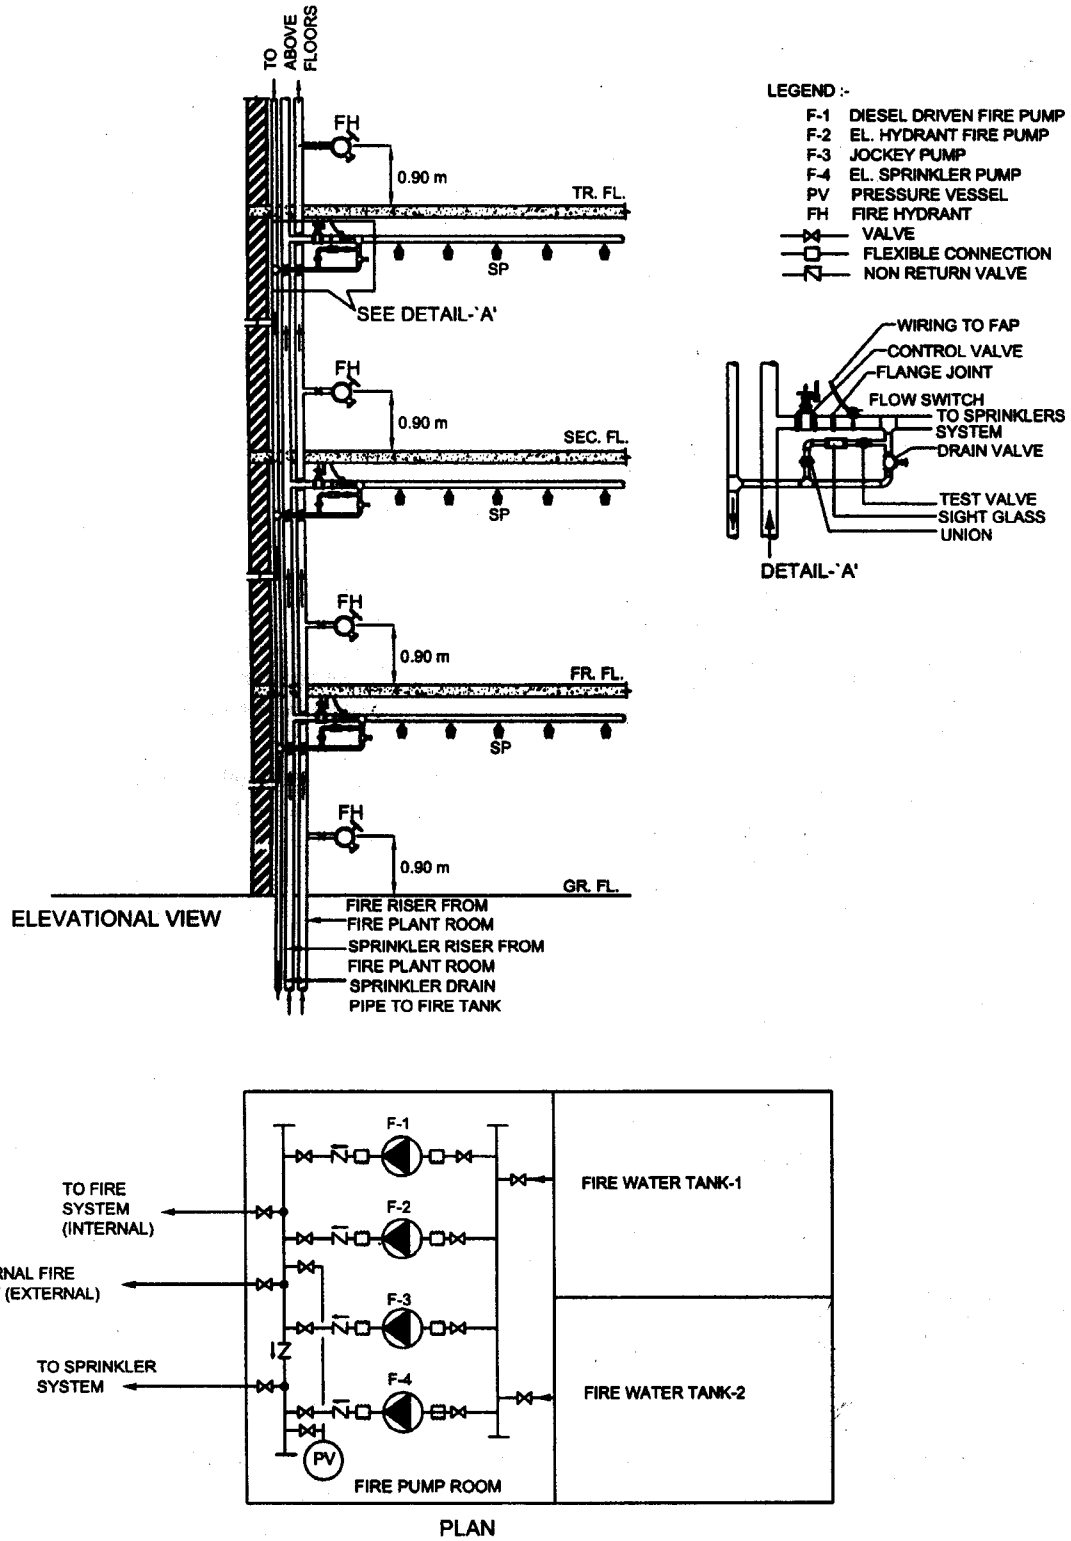 TO
ABOVE
FLOORS
FH
0.90 m
TR. FL.
SP
SEE DETAIL-`A'
FH
0.90 m
SEC. FL.
SP
FH
0.90 m
FR. FL.
SP
FH
0.90 m
GR. FL.
ELEVATIONAL VIEW
FIRE RISER FROM
FIRE PLANT ROOM
SPRINKLER RISER FROM
FIRE PLANT ROOM
SPRINKLER DRAIN
PIPE TO FIRE TANK
LEGEND :-
F-1 DIESEL DRIVEN FIRE PUMP
F-2 EL. HYDRANT FIRE PUMP
F-3 JOCKEY PUMP
F-4 EL. SPRINKLER PUMP
PV PRESSURE VESSEL
FH FIRE HYDRANT
VALVE
FLEXIBLE CONNECTION
NON RETURN VALVE
WIRING TO FAP
CONTROL VALVE
FLANGE JOINT
FLOW SWITCH
TO SPRINKLERS
SYSTEM
DRAIN VALVE
TEST VALVE
SIGHT GLASS
UNION
DETAIL-`A'
F-1
F-2
F-3
F-4
PV
TO FIRE
SYSTEM
(INTERNAL)
RNAL FIRE
(EXTERNAL)
TO SPRINKLER
SYSTEM
FIRE WATER TANK-1
FIRE WATER TANK-2
FIRE PUMP ROOM
PLAN